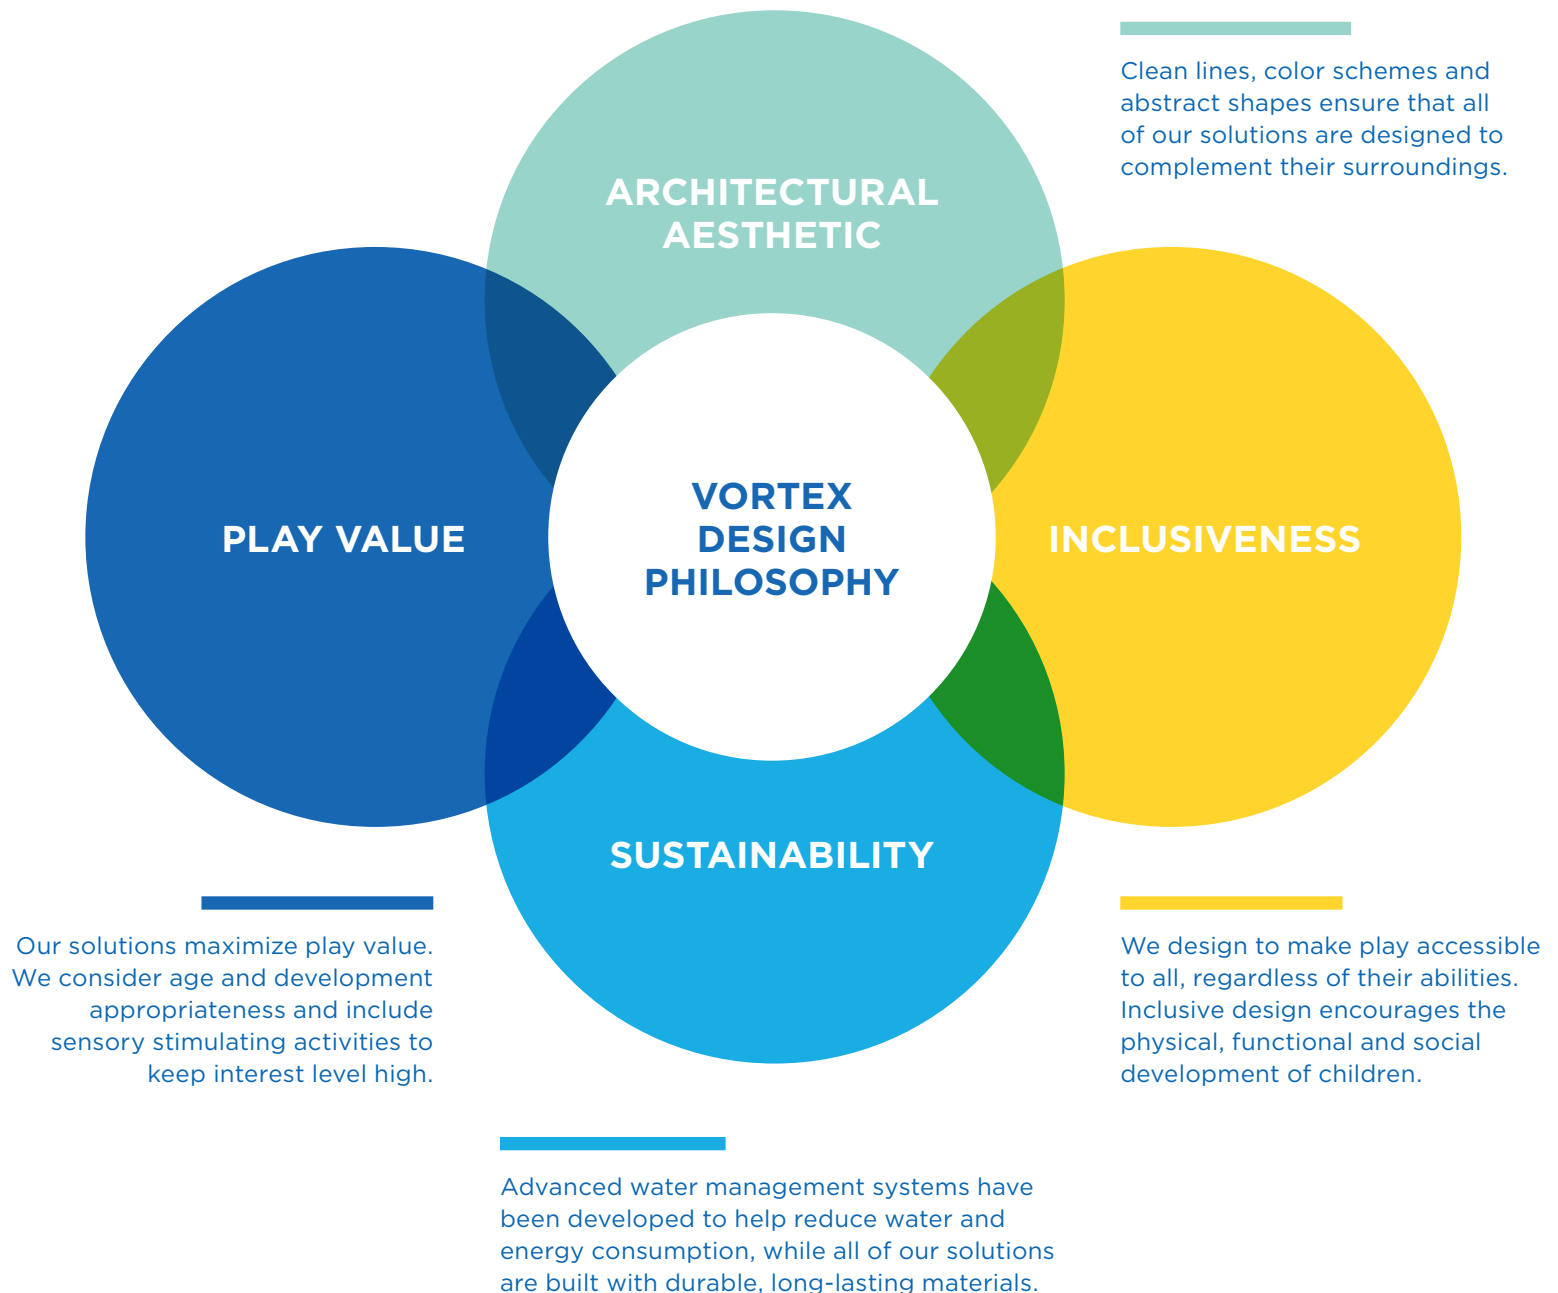 Clean lines, color schemes and
abstract shapes ensure that all
of our solutions are designed to
complement their surroundings.
ARCHITECTURAL
AESTHETIC
PLAY VALUE
VORTEX
DESIGN
PHILOSOPHY
INCLUSIVENESS
SUSTAINABILITY
Our solutions maximize play value.
We consider age and development
appropriateness and include
sensory stimulating activities to
keep interest level high.
We design to make play accessible
to all, regardless of their abilities.
Inclusive design encourages the
physical, functional and social
development of children.
Advanced water management systems have
been developed to help reduce water and
energy consumption, while all of our solutions
are built with durable, long-lasting materials.